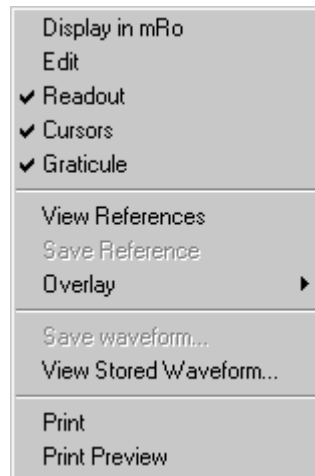 Display in mRo
Edit
Readout
Cursors
Graticule
View References
Save Reference
Overlay
Save waveform...
View Stored Waveform...
Print
Print Preview